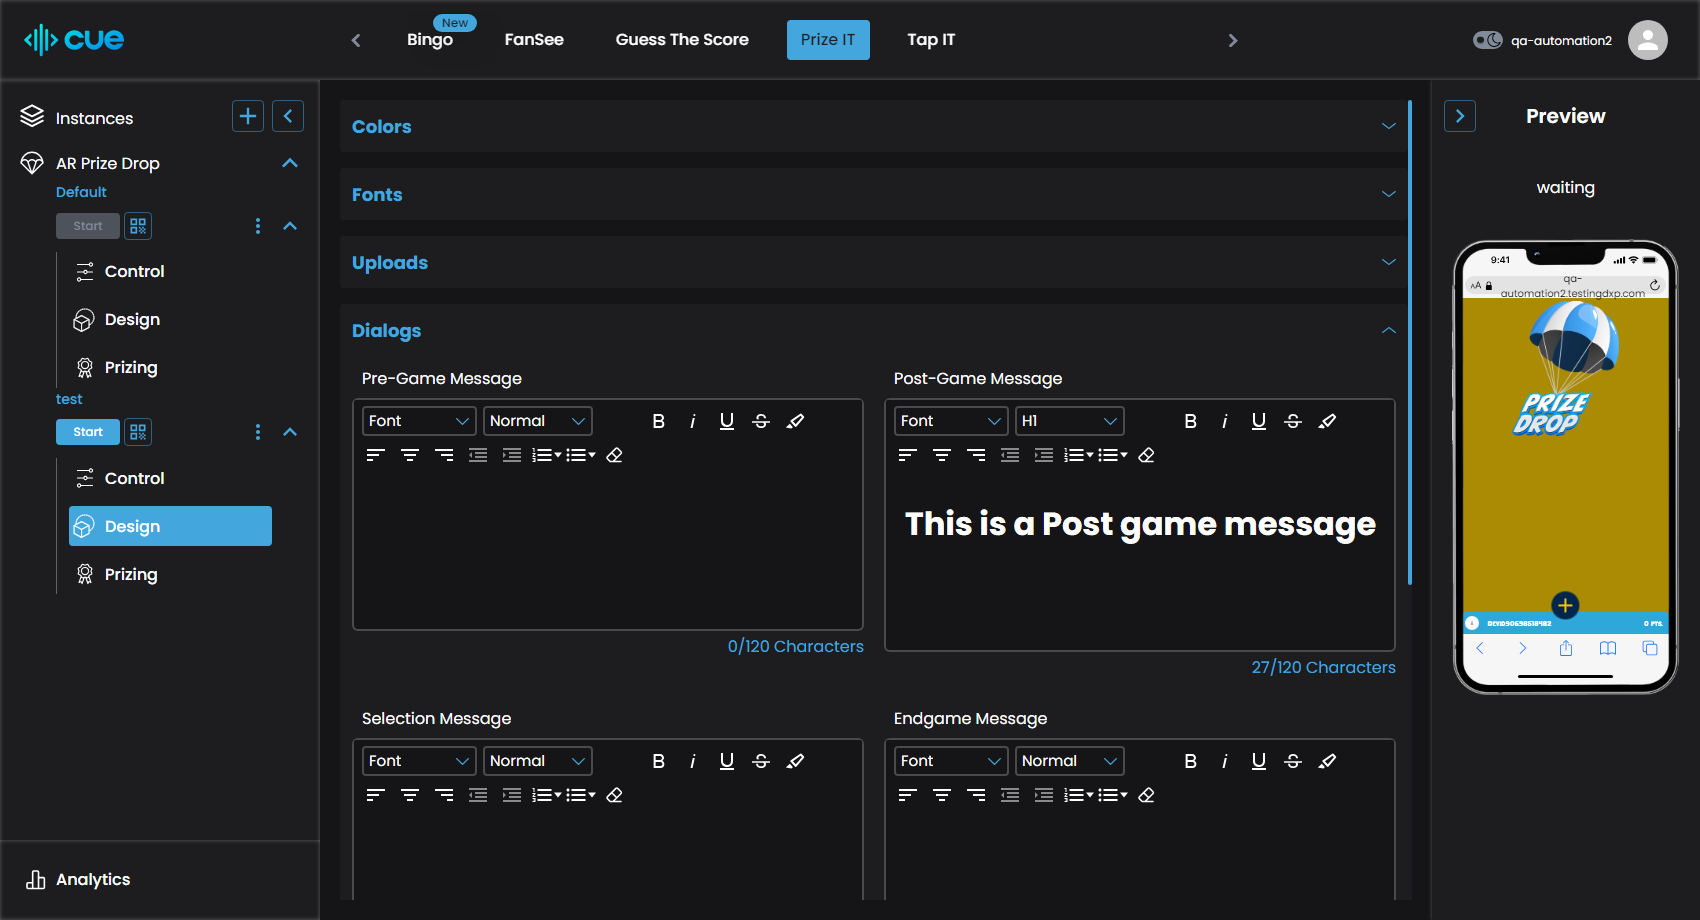 cue
New
Bingo
FanSee
Guess The Score
Prize IT
Tap IT
qa-automation2
Instances
AR Prize Drop
Default
Start
Control
Design
Prizing
test
Start
Control
Design
Prizing
Analytics
Colors
Fonts
Uploads
Dialogs
Pre-Game Message
Font
Normal
B i U S
0/120 Characters
Post-Game Message
Font
H1
B i U S
This is a Post game message
27/120 Characters
Selection Message
Font
Normal
B i U S
Endgame Message
Font
Normal
B i U S
Preview
waiting
9:41
AA
qa-
automation2.testingdxp.com
PRIZE
DROP
0 PTS.